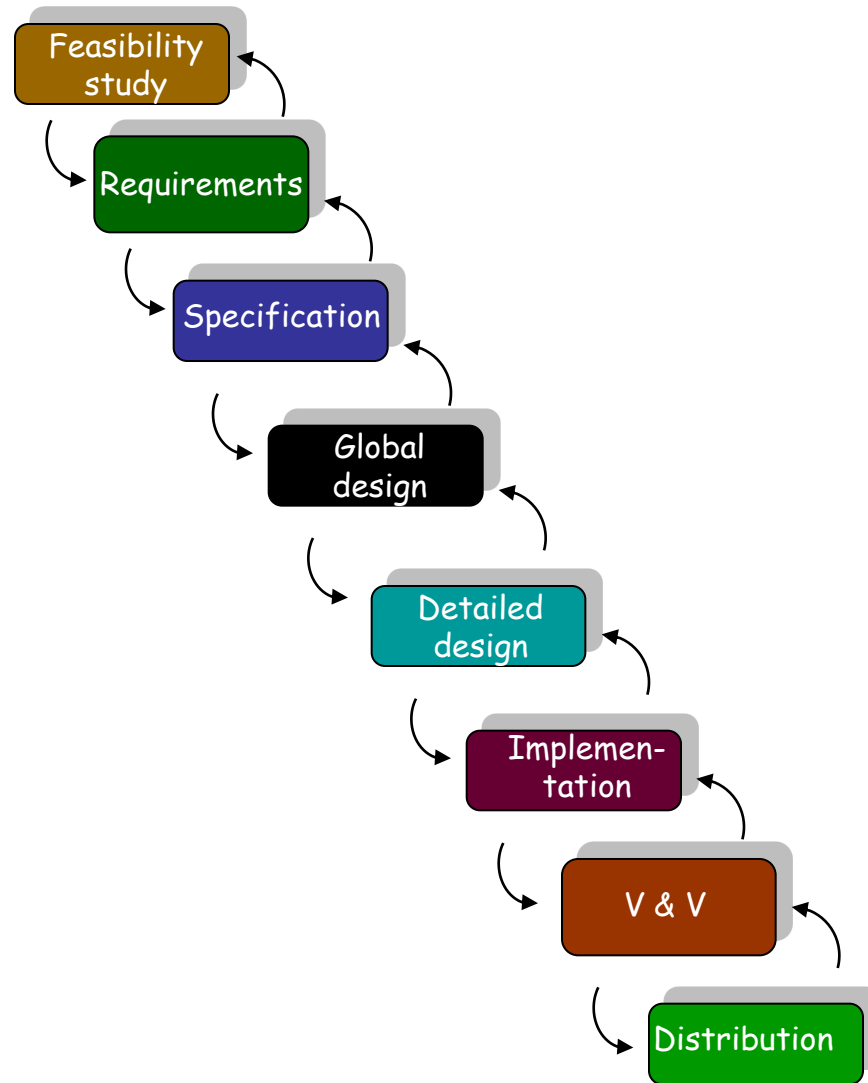 Feasibility
study
Requirements
Specification
Global
design
Detailed
design
Implemen-
tation
V & V
Distribution